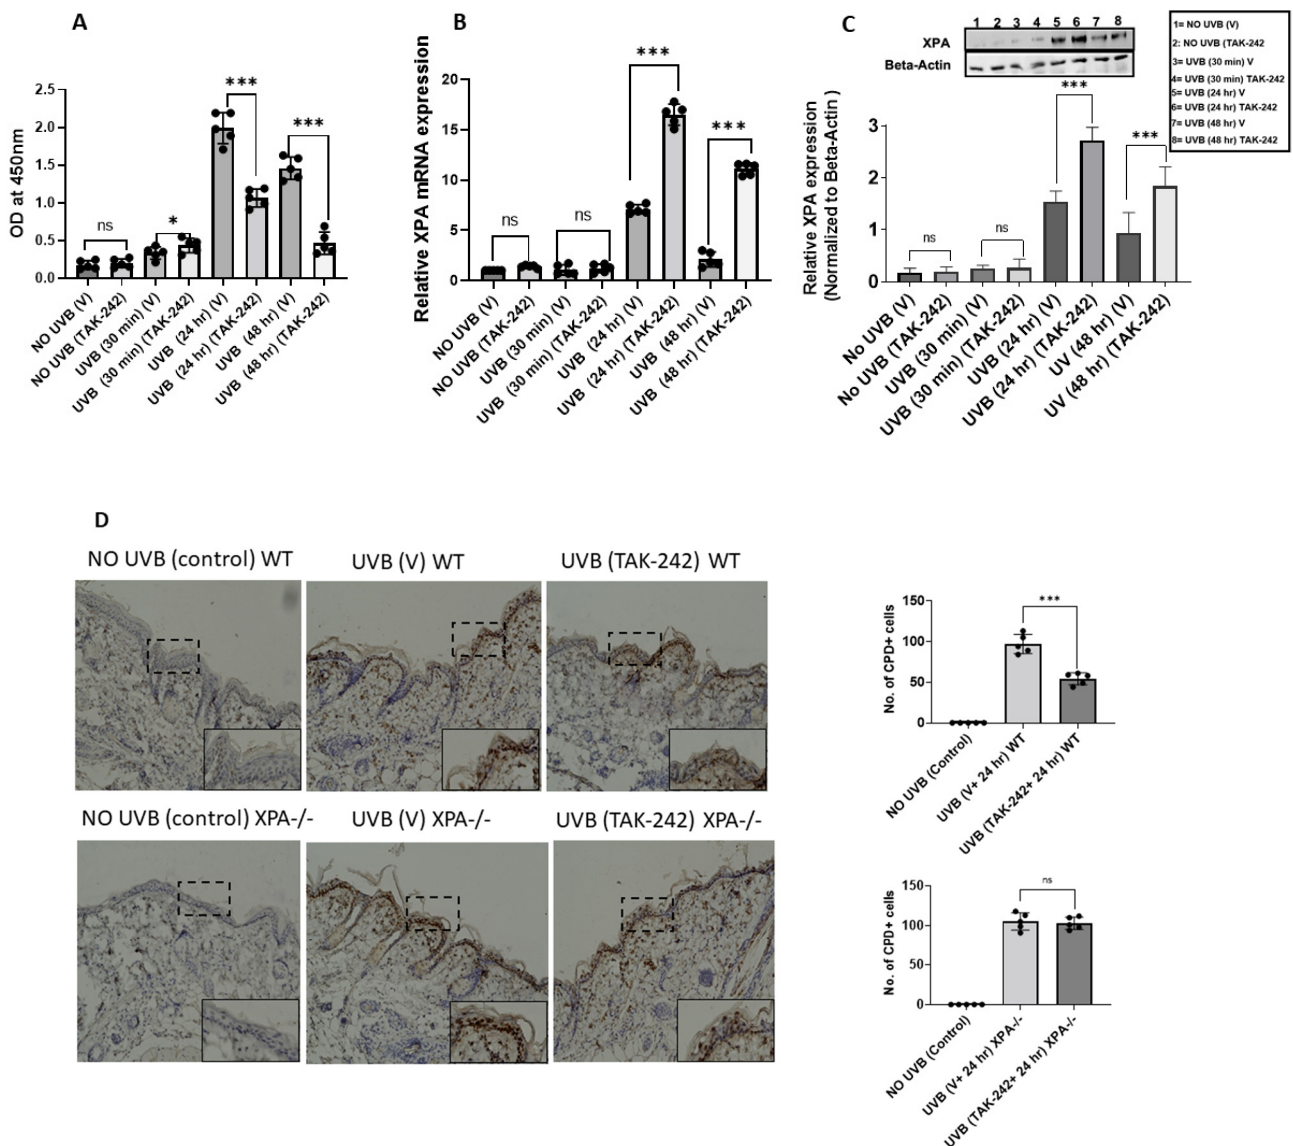 A
OD at 450nm
2.5
2.0
1.5
1.0
0.5
0.0
ns
*
***
***
NO UVB (V)
NO UVB (TAK-242)
UVB (30 min) (V)
UVB (30 min) (TAK-242)
UVB (24 hr) (V)
UVB (24 hr) (TAK-242)
UVB (48 hr) (V)
UVB (48 hr) (TAK-242)
B
Relative XPA mRNA expression
20
15
10
5
0
ns
ns
***
***
NO UVB (V)
NO UVB (TAK-242)
UVB (30 min) (V)
UVB (30 min) (TAK-242)
UVB (24 hr) (V)
UVB (24 hr) (TAK-242)
UVB (48 hr) (V)
UVB (48 hr) (TAK-242)
C
1 2 3 4 5 6 7 8
XPA
Beta-Actin
1= NO UVB (V)
2: NO UVB (TAK-242
3= UVB (30 min) V
4= UVB (30 min) TAK-242
5= UVB (24 hr) V
6= UVB (24 hr) TAK-242
7= UVB (48 hr) V
8= UVB (48 hr) TAK-242
Relative XPA expression
(Normalized to Beta-Actin )
3
2
1
0
ns
ns
***
***
No UVB (V)
No UVB (TAK-242)
UVB (30 min) (V)
UVB (30 min) TAK-242)
UVB (24 hr) (V)
UVB (24 hr) (TAK-242)
UV (48 hr) (V)
UV (48 hr) (TAK-242)
D
NO UVB (control) WT
UVB (V) WT
UVB (TAK-242) WT
NO UVB (control) XPA-/-
UVB (V) XPA-/-
UVB (TAK-242) XPA-/-
No. of CPD+ cells
150
100
50
0
***
NO UVB (Control)
UVB (V+ 24 hr) WT
UVB (TAK-242+ 24 hr) WT
No. of CPD+ cells
150
100
50
0
ns
NO UVB (Control)
UVB (V+ 24 hr) XPA-/-
UVB (TAK-242+ 24 hr) XPA-/-